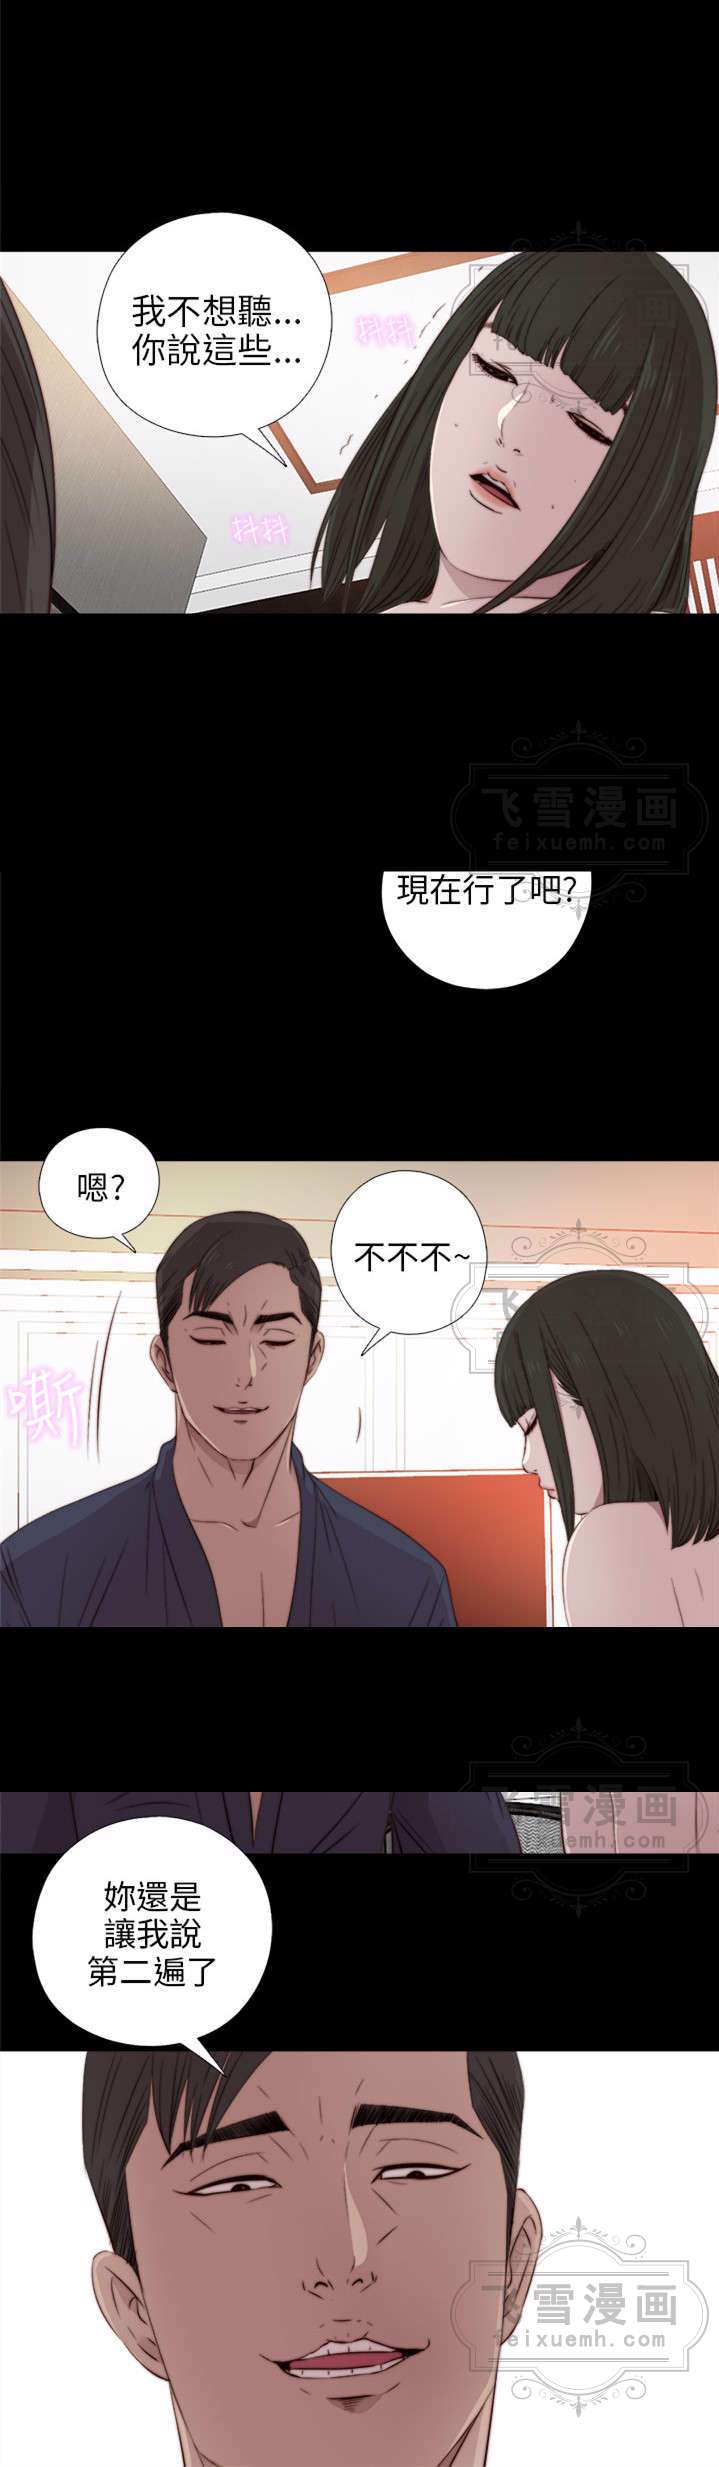 我不想聽...
你說這些...
抖抖
抖抖
飞雪漫画
feixuemh.com
現在行了吧?
嗯?
不不不~
嘶
飞雪漫画
feixuemh.com
妳還是
讓我說
第二遍了
飞雪漫画
feixuemh.com